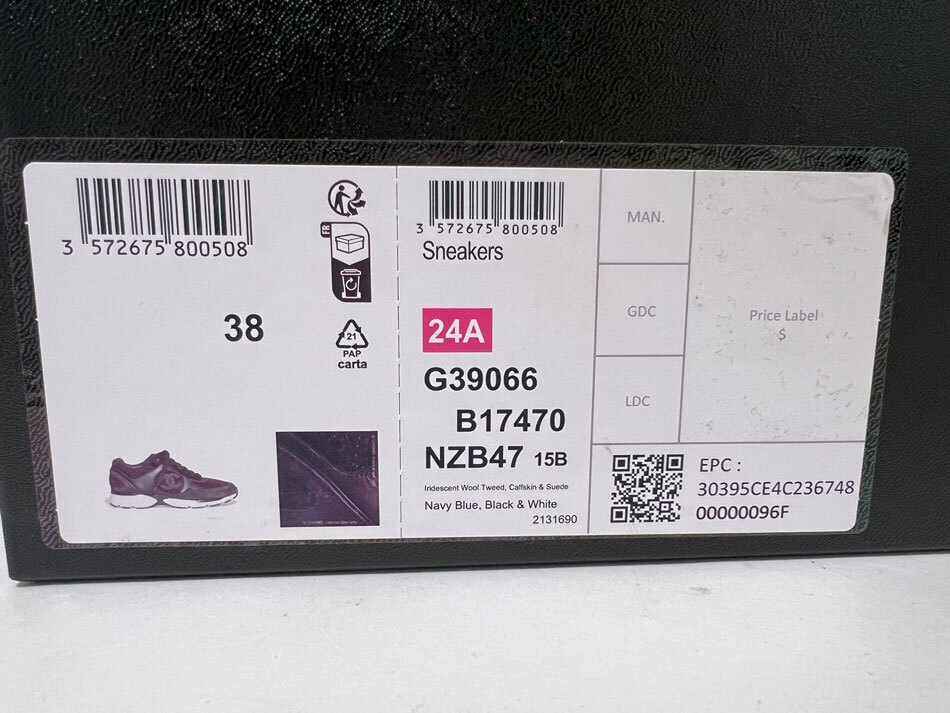 3 572675 800508
38
FR
21
PAP
carta
3 572675 800508
Sneakers
24A
G39066
B17470
NZB47 15B
Iridescent Wool Tweed, Calfskin & Suede
Navy Blue, Black & White
2131690
MAN.
GDC
LDC
Price Label
$
EPC :
30395CE4C236748
00000096F